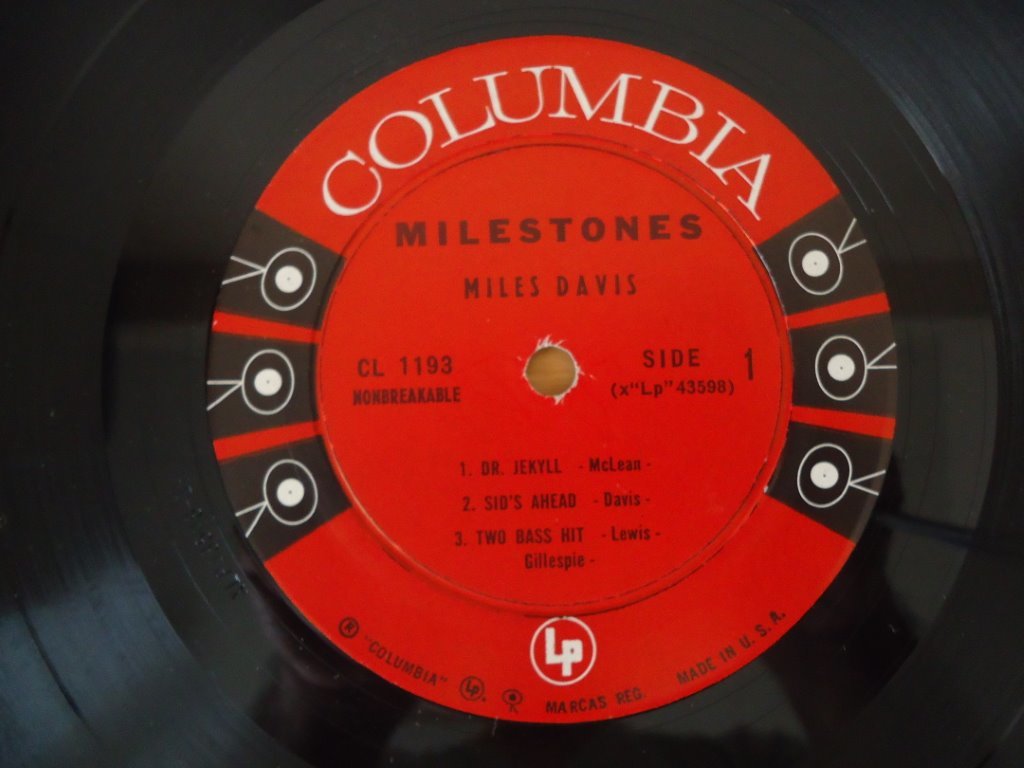 COLUMBIA
MILESTONES
MILES DAVIS
CL 1193
NONBREAKABLE
SIDE 1
(x"Lp"43598)
1. DR. JEKYLL - McLean -
2. SID'S AHEAD - Davis -
3. TWO BASS HIT - Lewis -
Gillespie -
Lp
® "COLUMBIA" Lp. MARCAS REG. MADE IN U. S. A.